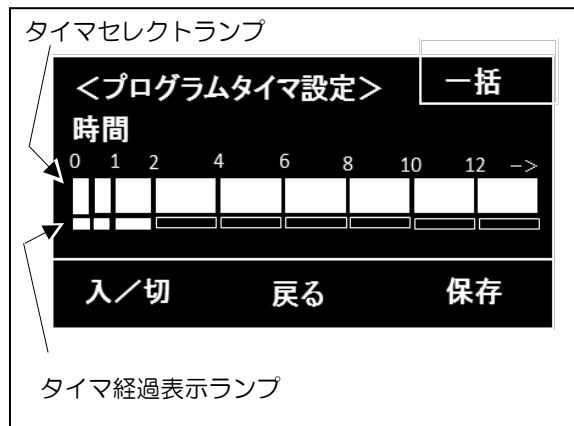 タイマセレクトランプ
＜プログラムタイマ設定＞ 一括
時間
0 1 2 4 6 8 10 12 －＞
入／切 戻る 保存
タイマ経過表示ランプ